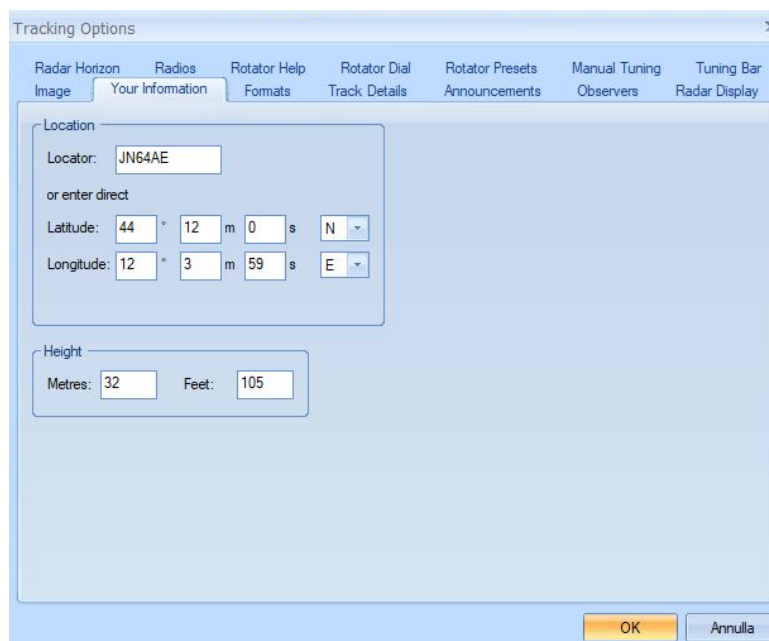 Tracking Options
Radar Horizon Radios Rotator Help Rotator Dial Rotator Presets Manual Tuning Tuning Bar
Image Your Information Formats Track Details Announcements Observers Radar Display
Location
Locator: JN64AE
or enter direct
Latitude: 44 ° 12 m 0 s N
Longitude: 12 ° 3 m 59 s E
Height
Metres: 32 Feet: 105
OK Annulla